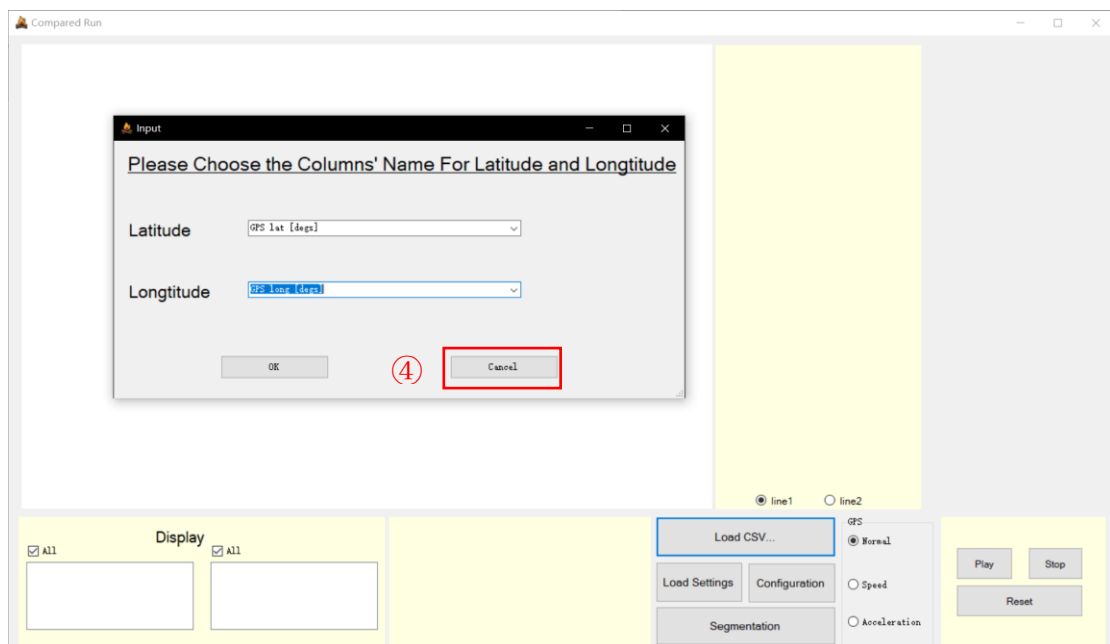 Compared Run
Input
Please Choose the Columns' Name For Latitude and Longtitude
Latitude
GPS lat [degs]
Longtitude
GPS long [degs]
OK
④
Cancel
line1
line2
Display
All
All
Load CSV...
Load Settings
Configuration
Segmentation
GPS
Normal
Speed
Acceleration
Play
Stop
Reset